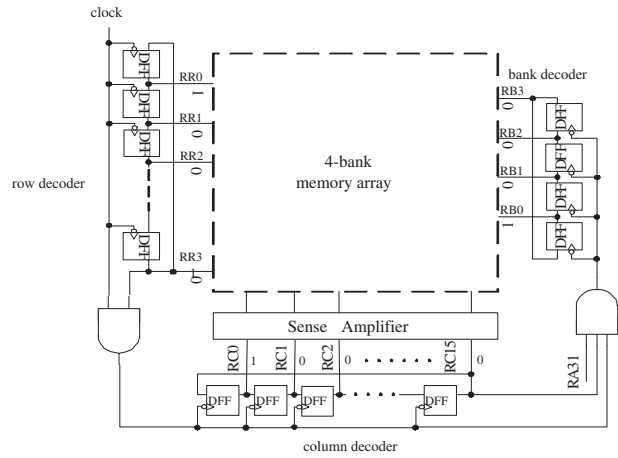 clock
DFF
RR0
1
DFF
RR1
0
DFF
RR2
0
row decoder
DFF
RR3
0
4-bank
memory array
bank decoder
RB3
0
DFF
RB2
0
DFF
RB1
0
DFF
RB0
1
DFF
Sense Amplifier
RC0
1
RC1
0
RC2
0
RC15
0
RA31
DFF
DFF
DFF
DFF
column decoder